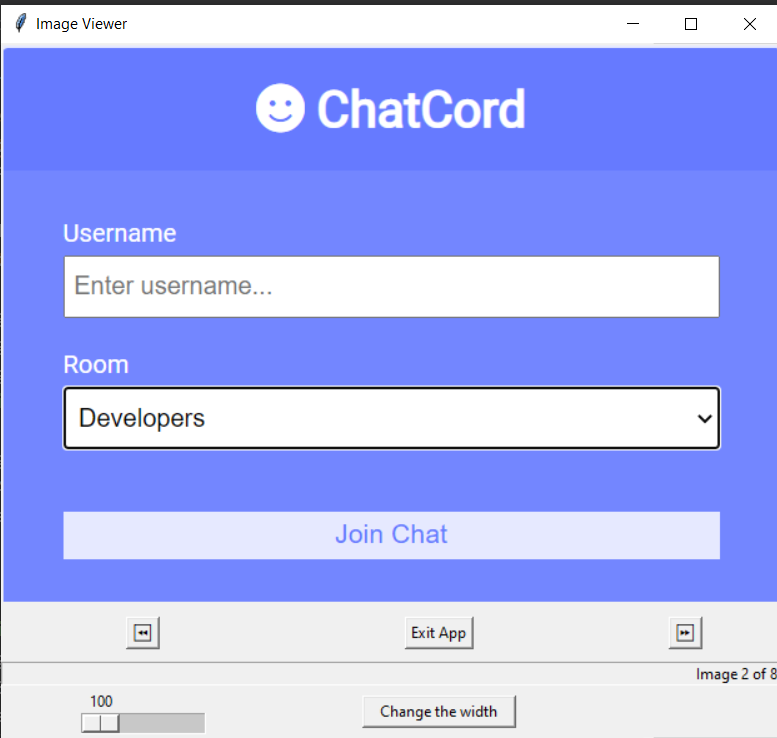 Image Viewer
ChatCord
Username
Enter username...
Room
Developers
Join Chat
Exit App
Image 2 of 8
100
Change the width